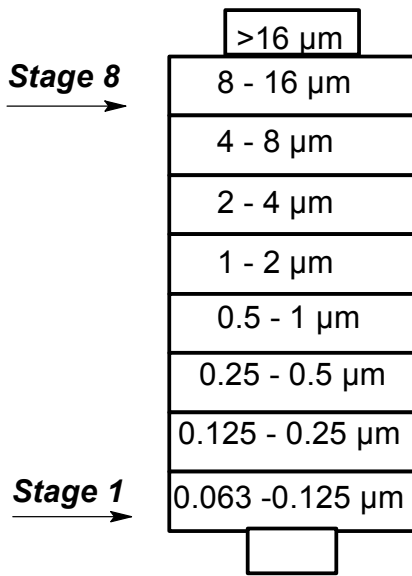 >16 µm
Stage 8
8 - 16 µm
4 - 8 µm
2 - 4 µm
1 - 2 µm
0.5 - 1 µm
0.25 - 0.5 µm
0.125 - 0.25 µm
Stage 1
0.063 -0.125 µm